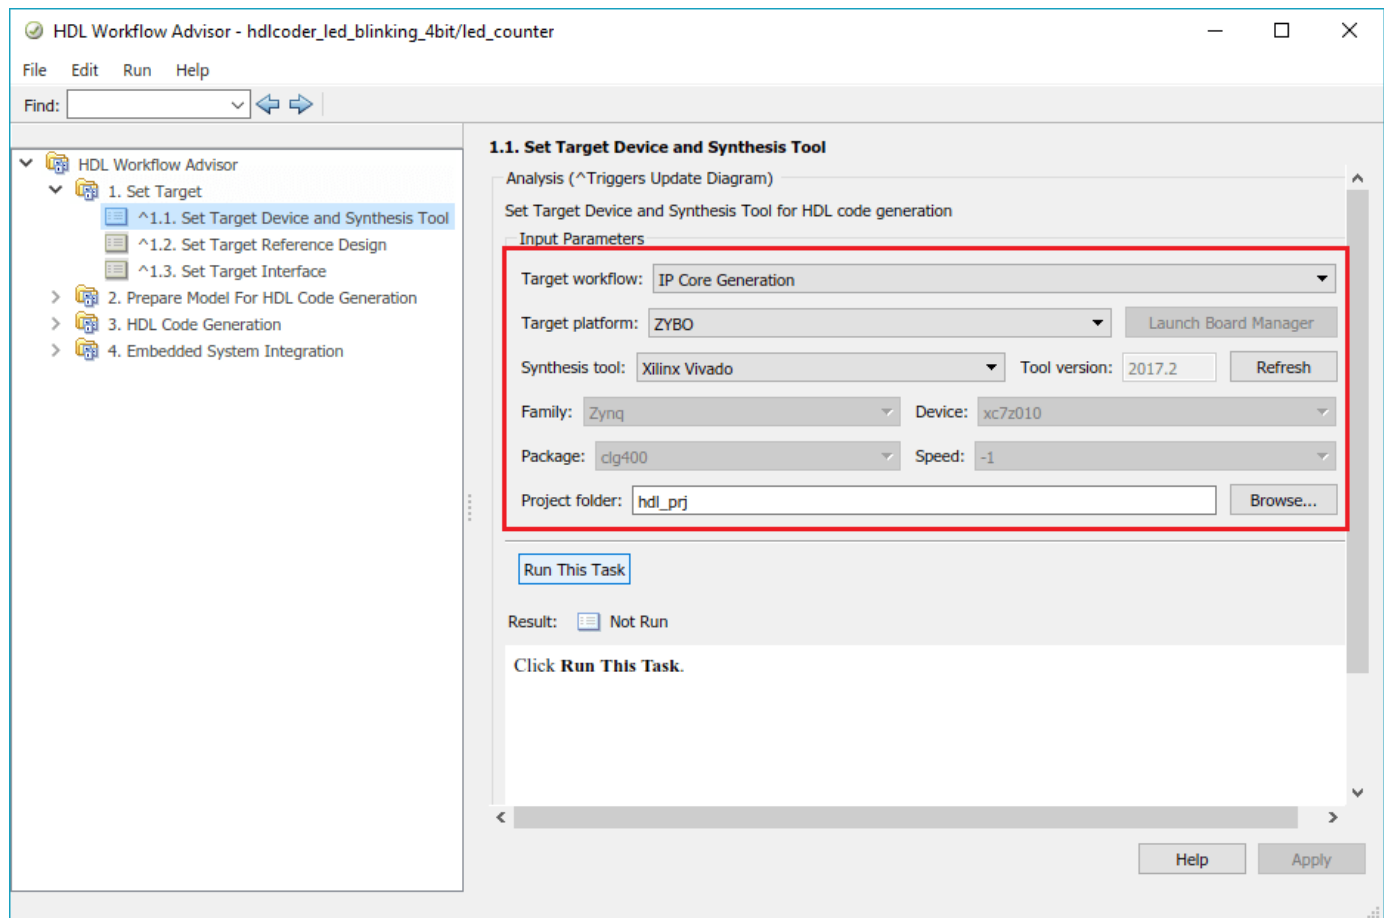 HDL Workflow Advisor - hdlcoder_led_blinking_4bit/led_counter
File Edit Run Help
Find:
HDL Workflow Advisor
1. Set Target
^1.1. Set Target Device and Synthesis Tool
^1.2. Set Target Reference Design
^1.3. Set Target Interface
2. Prepare Model For HDL Code Generation
3. HDL Code Generation
4. Embedded System Integration
1.1. Set Target Device and Synthesis Tool
Analysis (^Triggers Update Diagram)
Set Target Device and Synthesis Tool for HDL code generation
Input Parameters
Target workflow: IP Core Generation
Target platform: ZYBO Launch Board Manager
Synthesis tool: Xilinx Vivado Tool version: 2017.2 Refresh
Family: Zynq Device: xc7z010
Package: clg400 Speed: -1
Project folder: hdl_prj Browse...
Run This Task
Result: Not Run
Click Run This Task.
Help Apply